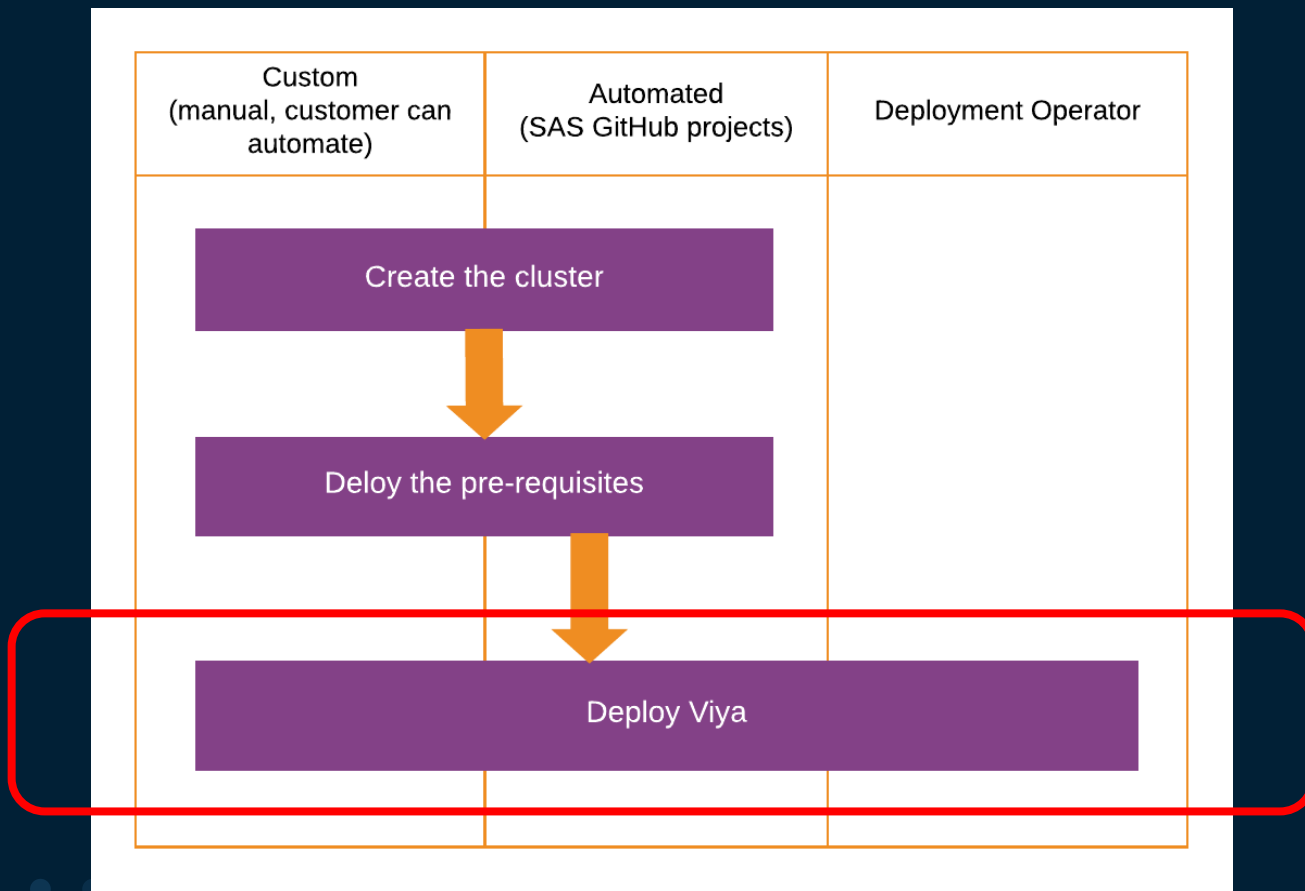 Custom
(manual, customer can
automate)
Automated
(SAS GitHub projects)
Deployment Operator
Create the cluster
Deloy the pre-requisites
Deploy Viya